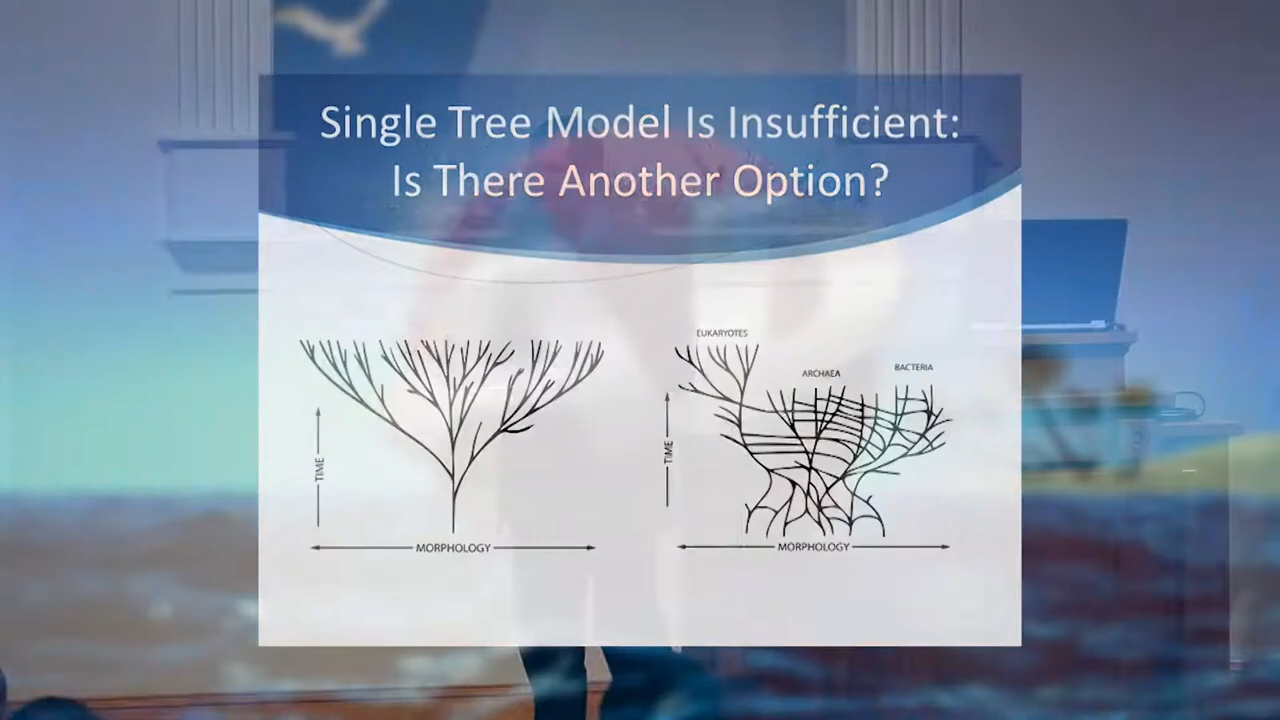 Single Tree Model Is Insufficient:
Is There Another Option?
EUKARYOTES
ARCHAEA
BACTERIA
TIME
TIME
MORPHOLOGY
MORPHOLOGY